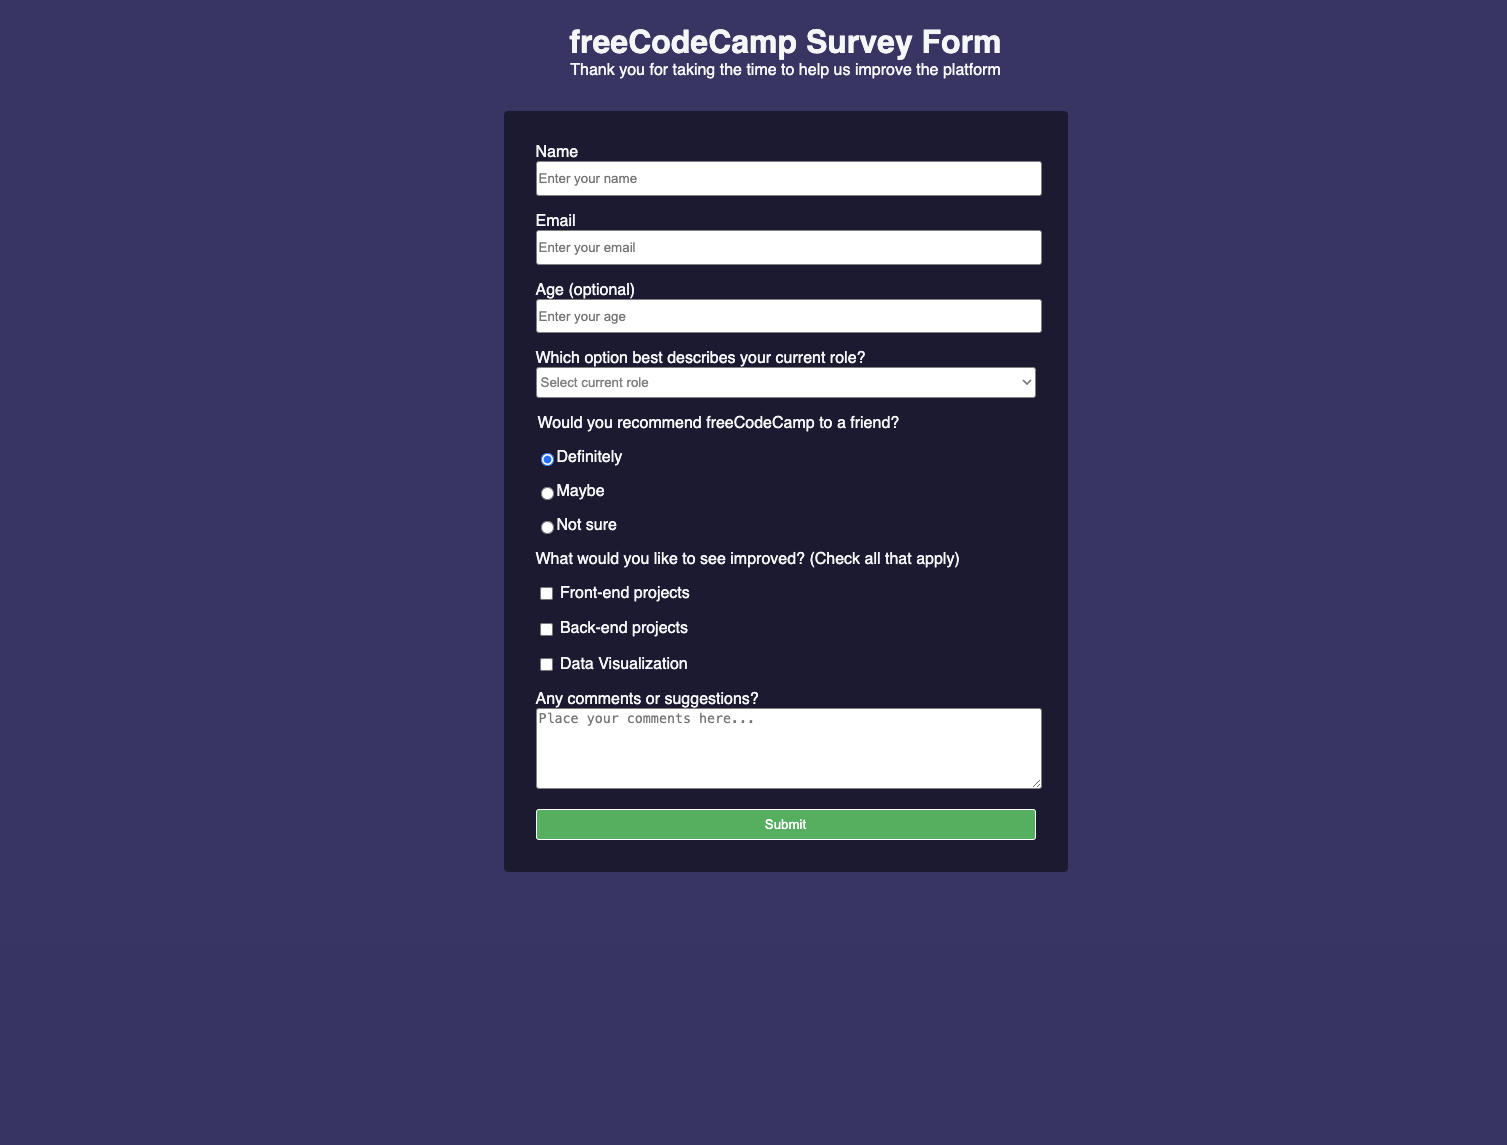 freeCodeCamp Survey Form
Thank you for taking the time to help us improve the platform
Name
Enter your name
Email
Enter your email
Age (optional)
Enter your age
Which option best describes your current role?
Select current role
Would you recommend freeCodeCamp to a friend?
Definitely
Maybe
Not sure
What would you like to see improved? (Check all that apply)
Front-end projects
Back-end projects
Data Visualization
Any comments or suggestions?
Place your comments here...
Submit